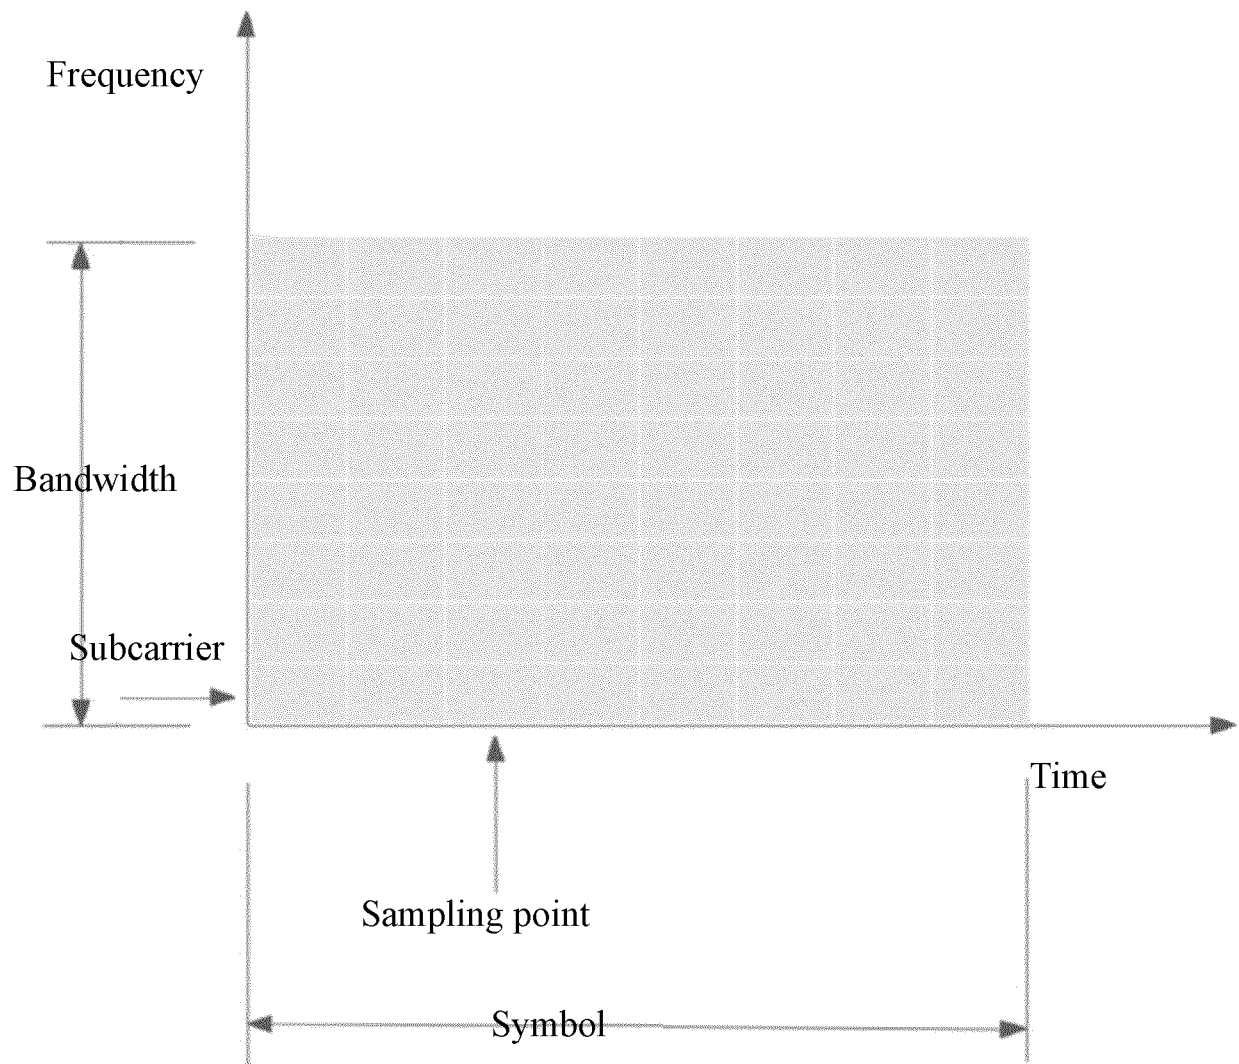 Frequency
Bandwidth
Subcarrier
Time
Sampling point
Symbol